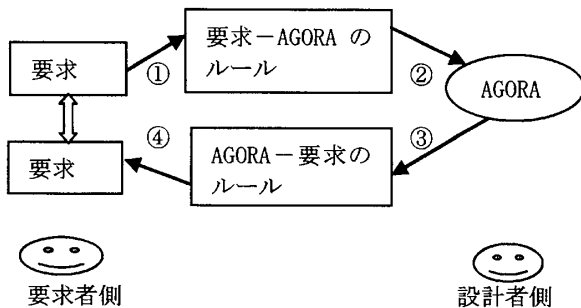 要求
①
要求－AGORA の
ルール
②
AGORA
要求
④
AGORA－要求の
ルール
③
要求者側
設計者側